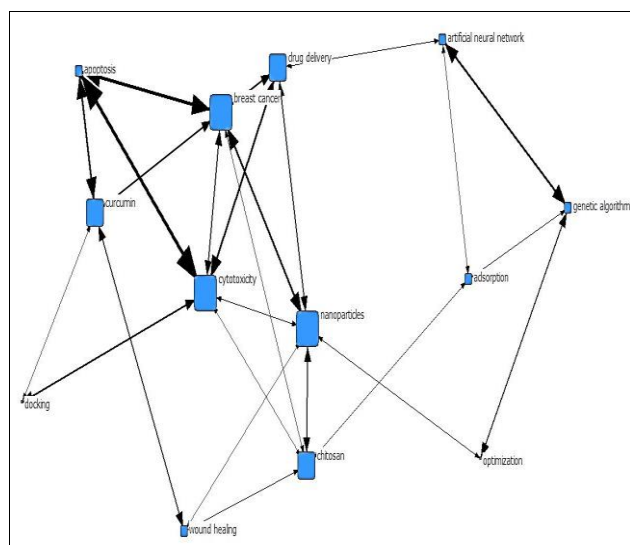 artificial neural network
drug delivery
apoptosis
breast cancer
curcumin
genetic algorithm
cytotoxicity
adsorption
nanoparticles
docking
chitosan
optimization
wound healing